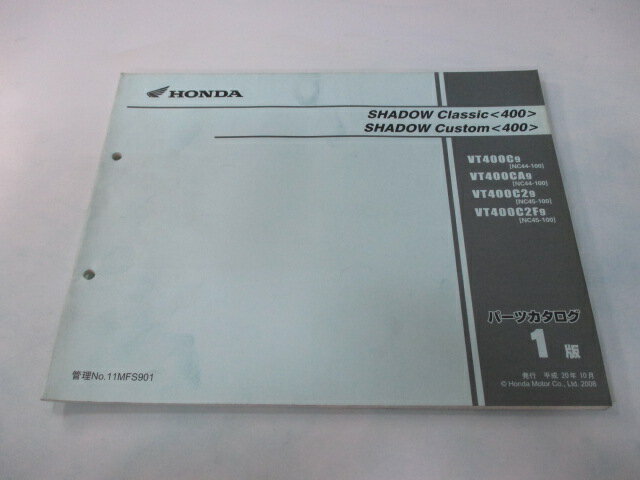 HONDA
SHADOW Classic<400>
SHADOW Custom<400>
VT400C9
[NC44-100]
VT400CA9
[NC44-100]
VT400C29
[NC45-100]
VT400C2F9
[NC45-100]
パーツカタログ
1版
発行 平成 20年 10月
© Honda Motor Co., Ltd. 2008
管理No.11MFS901